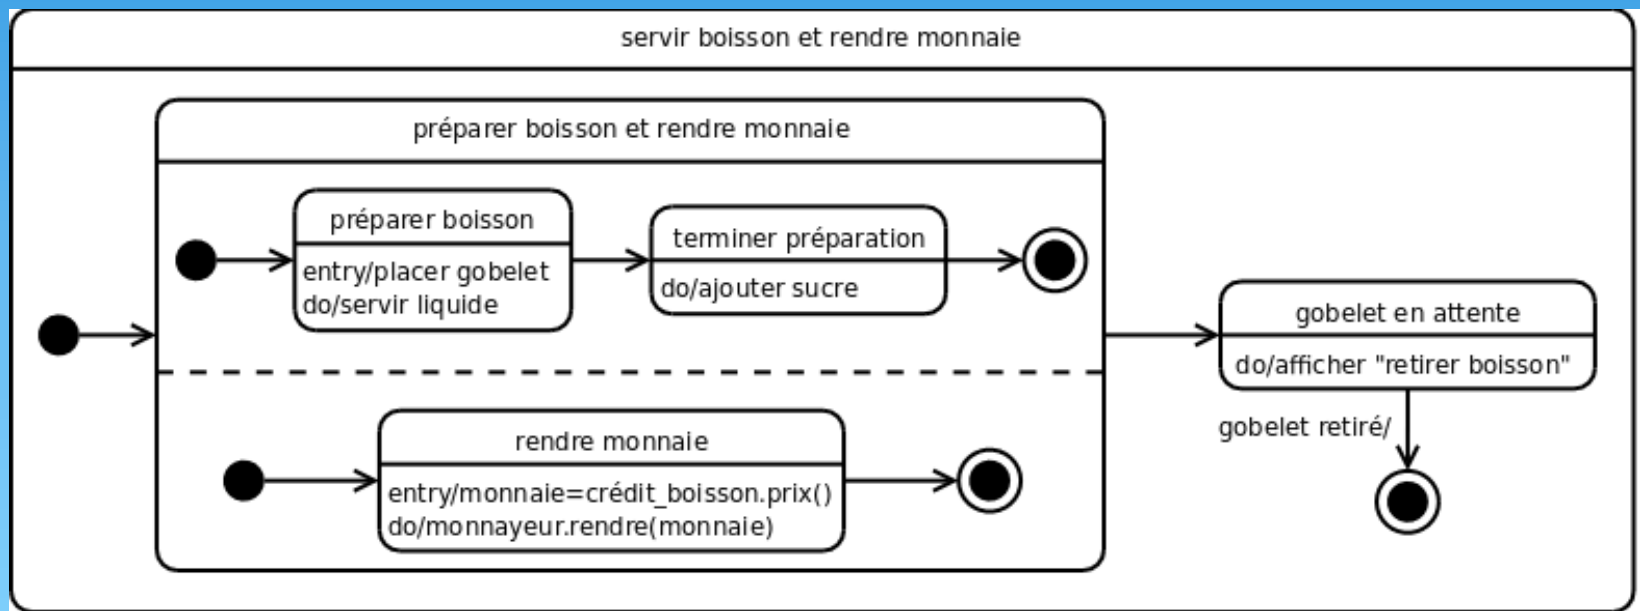 servir boisson et rendre monnaie
préparer boisson et rendre monnaie
préparer boisson
entry/placer gobelet
do/servir liquide
terminer préparation
do/ajouter sucre
rendre monnaie
entry/monnaie=crédit_boisson.prix()
do/monnayeur.rendre(monnaie)
gobelet en attente
do/afficher "retirer boisson"
gobelet retiré/